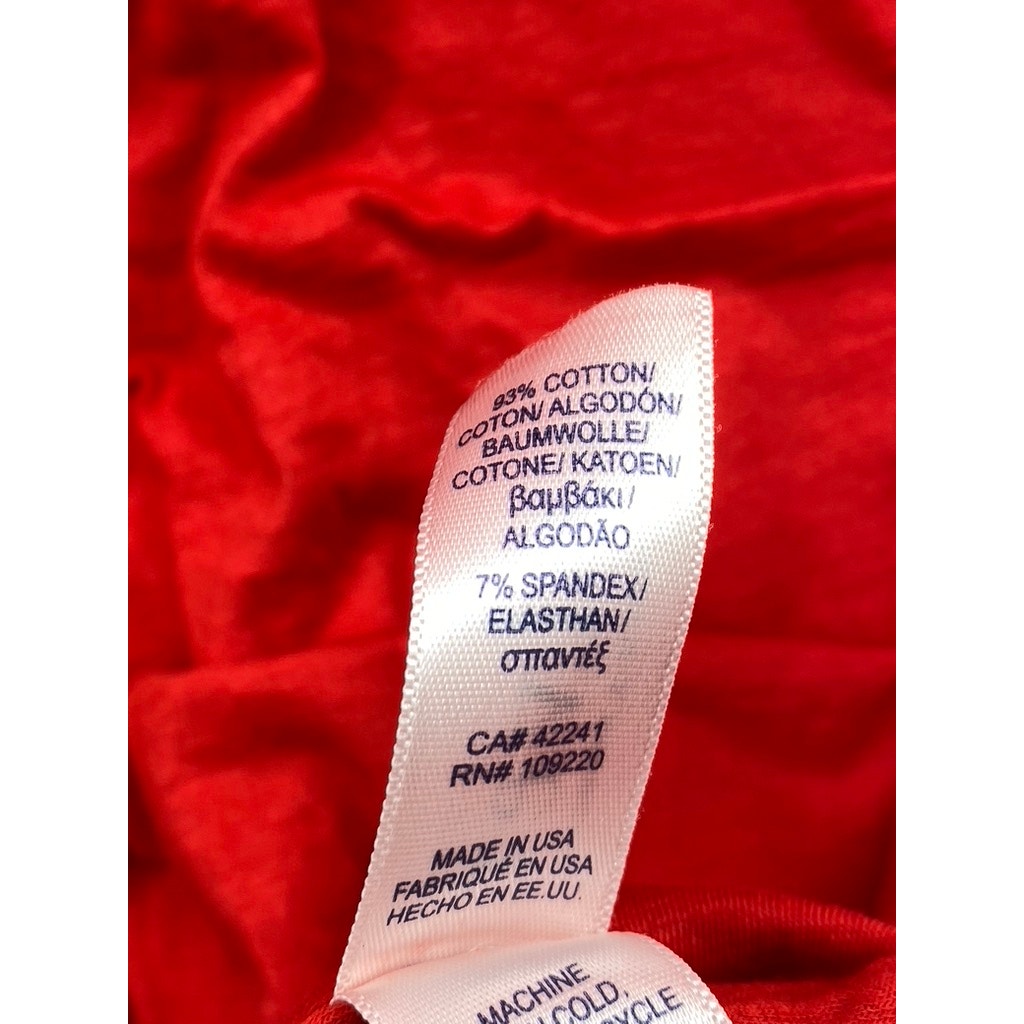 93% COTTON/
COTON/ ALGODÓN/
BAUMWOLLE/
COTONE/ KATOEN/
βαμβάκι/
ALGODÃO
7% SPANDEX/
ELASTHAN/
σπαντέξ
CA# 42241
RN# 109220
MADE IN USA
FABRIQUÉ EN USA
HECHO EN EE.UU.
MACHINE
COLD,